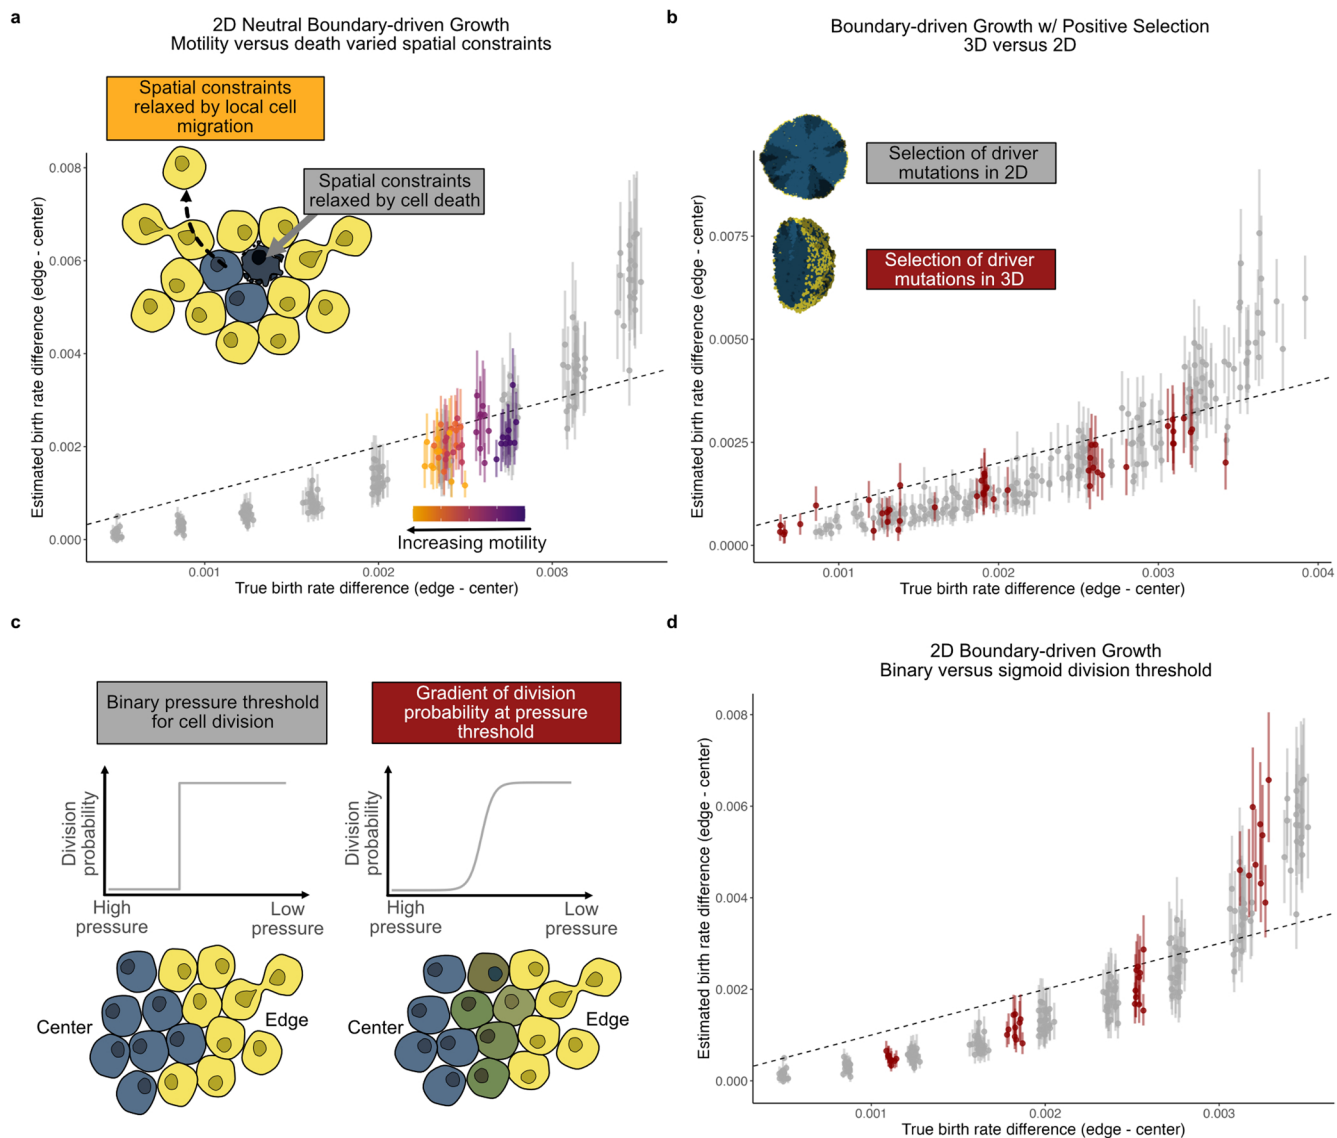 a
2D Neutral Boundary-driven Growth
Motility versus death varied spatial constraints
Spatial constraints
relaxed by local cell
migration
Spatial constraints
relaxed by cell death
Estimated birth rate difference (edge - center)
0.008
0.006
0.004
0.002
0.000
Increasing motility
0.001
0.002
0.003
True birth rate difference (edge - center)
b
Boundary-driven Growth w/ Positive Selection
3D versus 2D
Selection of driver
mutations in 2D
Selection of driver
mutations in 3D
Estimated birth rate difference (edge - center)
0.0075
0.0050
0.0025
0.0000
0.001
0.002
0.003
0.004
True birth rate difference (edge - center)
c
Binary pressure threshold
for cell division
Division
probability
High
pressure
Low
pressure
Center
Edge
Gradient of division
probability at pressure
threshold
Division
probability
High
pressure
Low
pressure
Center
Edge
d
2D Boundary-driven Growth
Binary versus sigmoid division threshold
Estimated birth rate difference (edge - center)
0.008
0.006
0.004
0.002
0.000
0.001
0.002
0.003
True birth rate difference (edge - center)